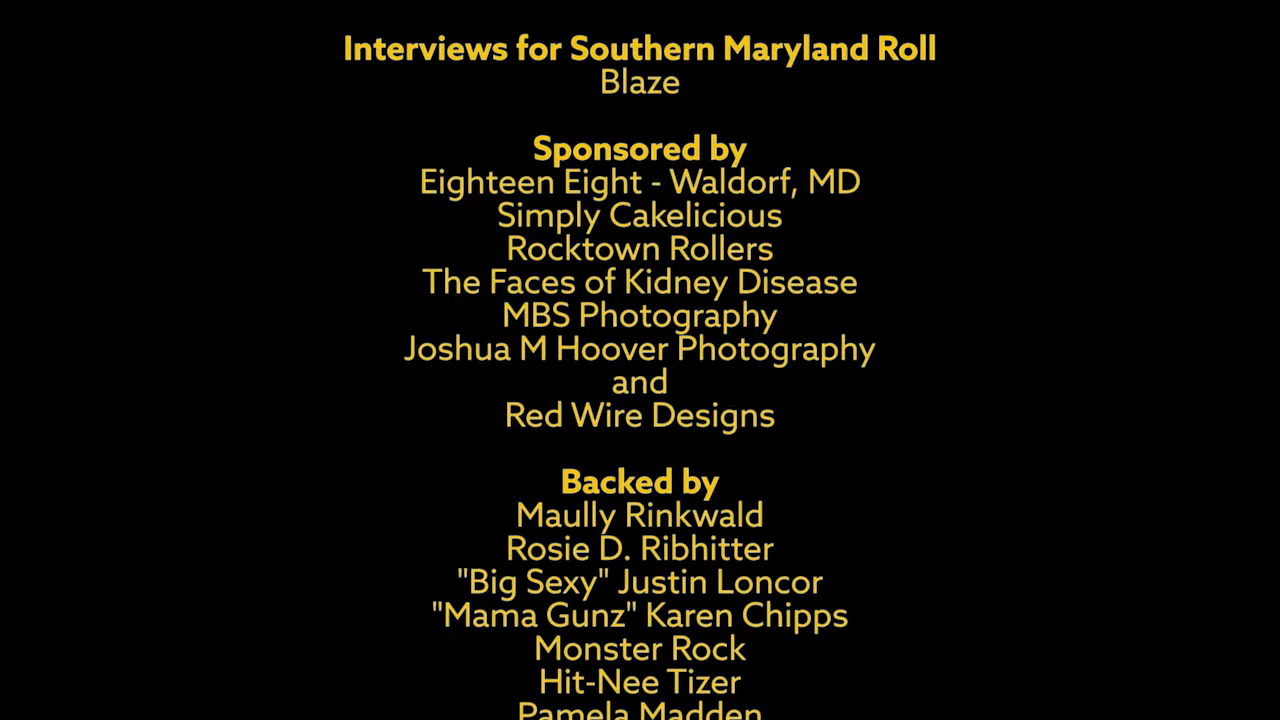 Interviews for Southern Maryland Roll
Blaze
Sponsored by
Eighteen Eight - Waldorf, MD
Simply Cakelicious
Rocktown Rollers
The Faces of Kidney Disease
MBS Photography
Joshua M Hoover Photography
and
Red Wire Designs
Backed by
Maully Rinkwald
Rosie D. Ribhitter
"Big Sexy" Justin Loncor
"Mama Gunz" Karen Chipps
Monster Rock
Hit-Nee Tizer
Pamela Madden